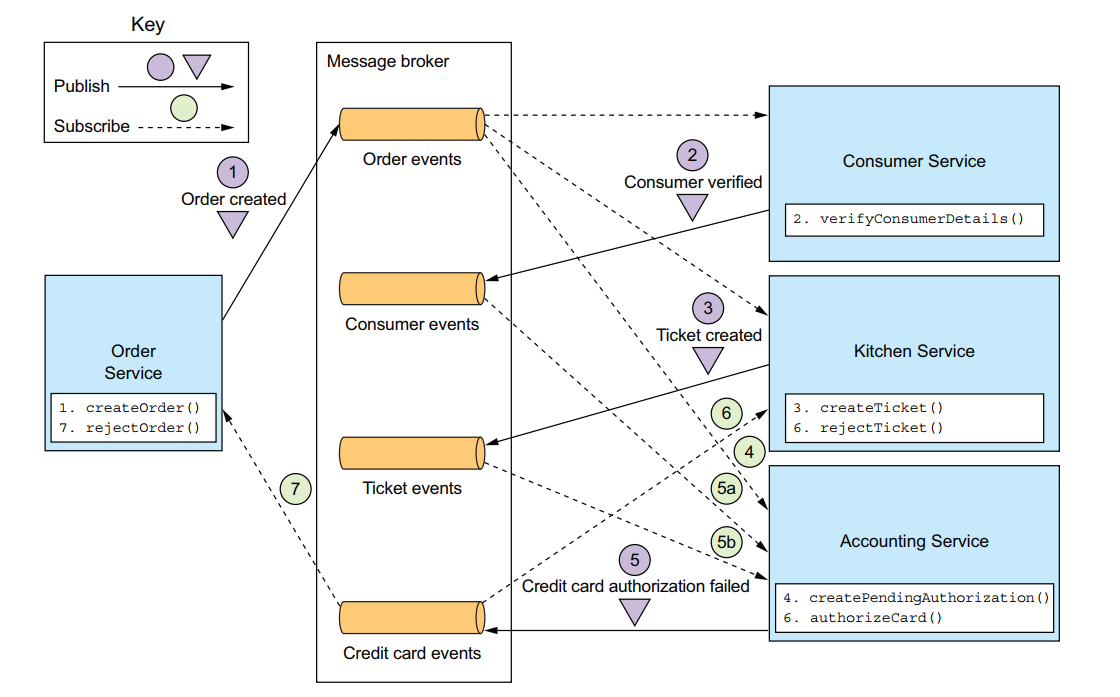 Key
Publish
Subscribe
Message broker
Order events
1
Order created
2
Consumer verified
Consumer Service
2. verifyConsumerDetails()
Consumer events
3
Ticket created
Kitchen Service
3. createTicket()
6. rejectTicket()
Order
Service
1. createOrder()
7. rejectOrder()
6
4
5a
5b
Ticket events
7
5
Credit card authorization failed
Accounting Service
4. createPendingAuthorization()
6. authorizeCard()
Credit card events